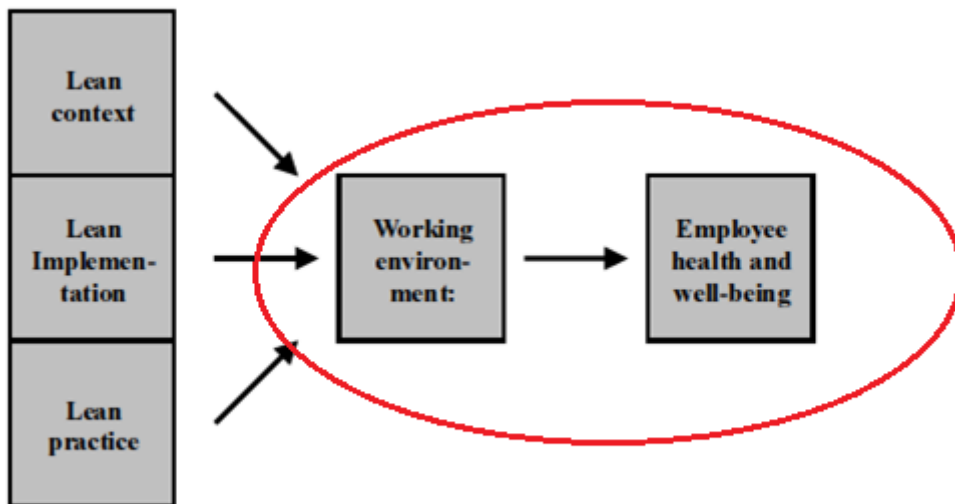 Lean
context
Lean
Implemen-
tation
Lean
practice
Working
environ-
ment:
Employee
health and
well-being